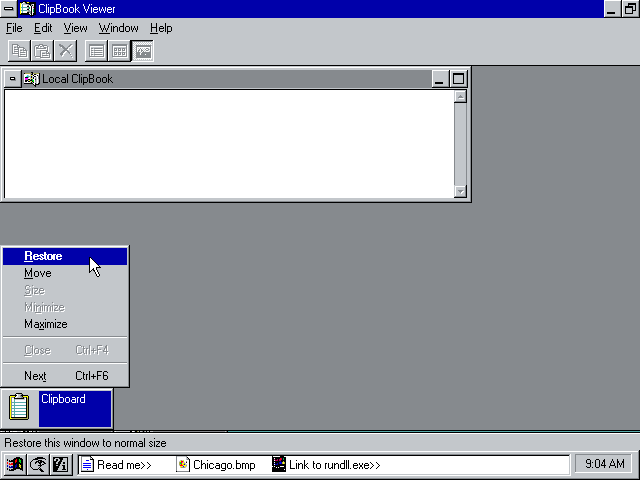 ClipBook Viewer
File Edit View Window Help
Local ClipBook
Restore
Move
Size
Minimize
Maximize
Close Ctrl+F4
Next Ctrl+F6
Clipboard
Restore this window to normal size
Read me>> Chicago.bmp Link to rundll.exe>> 9:04 AM